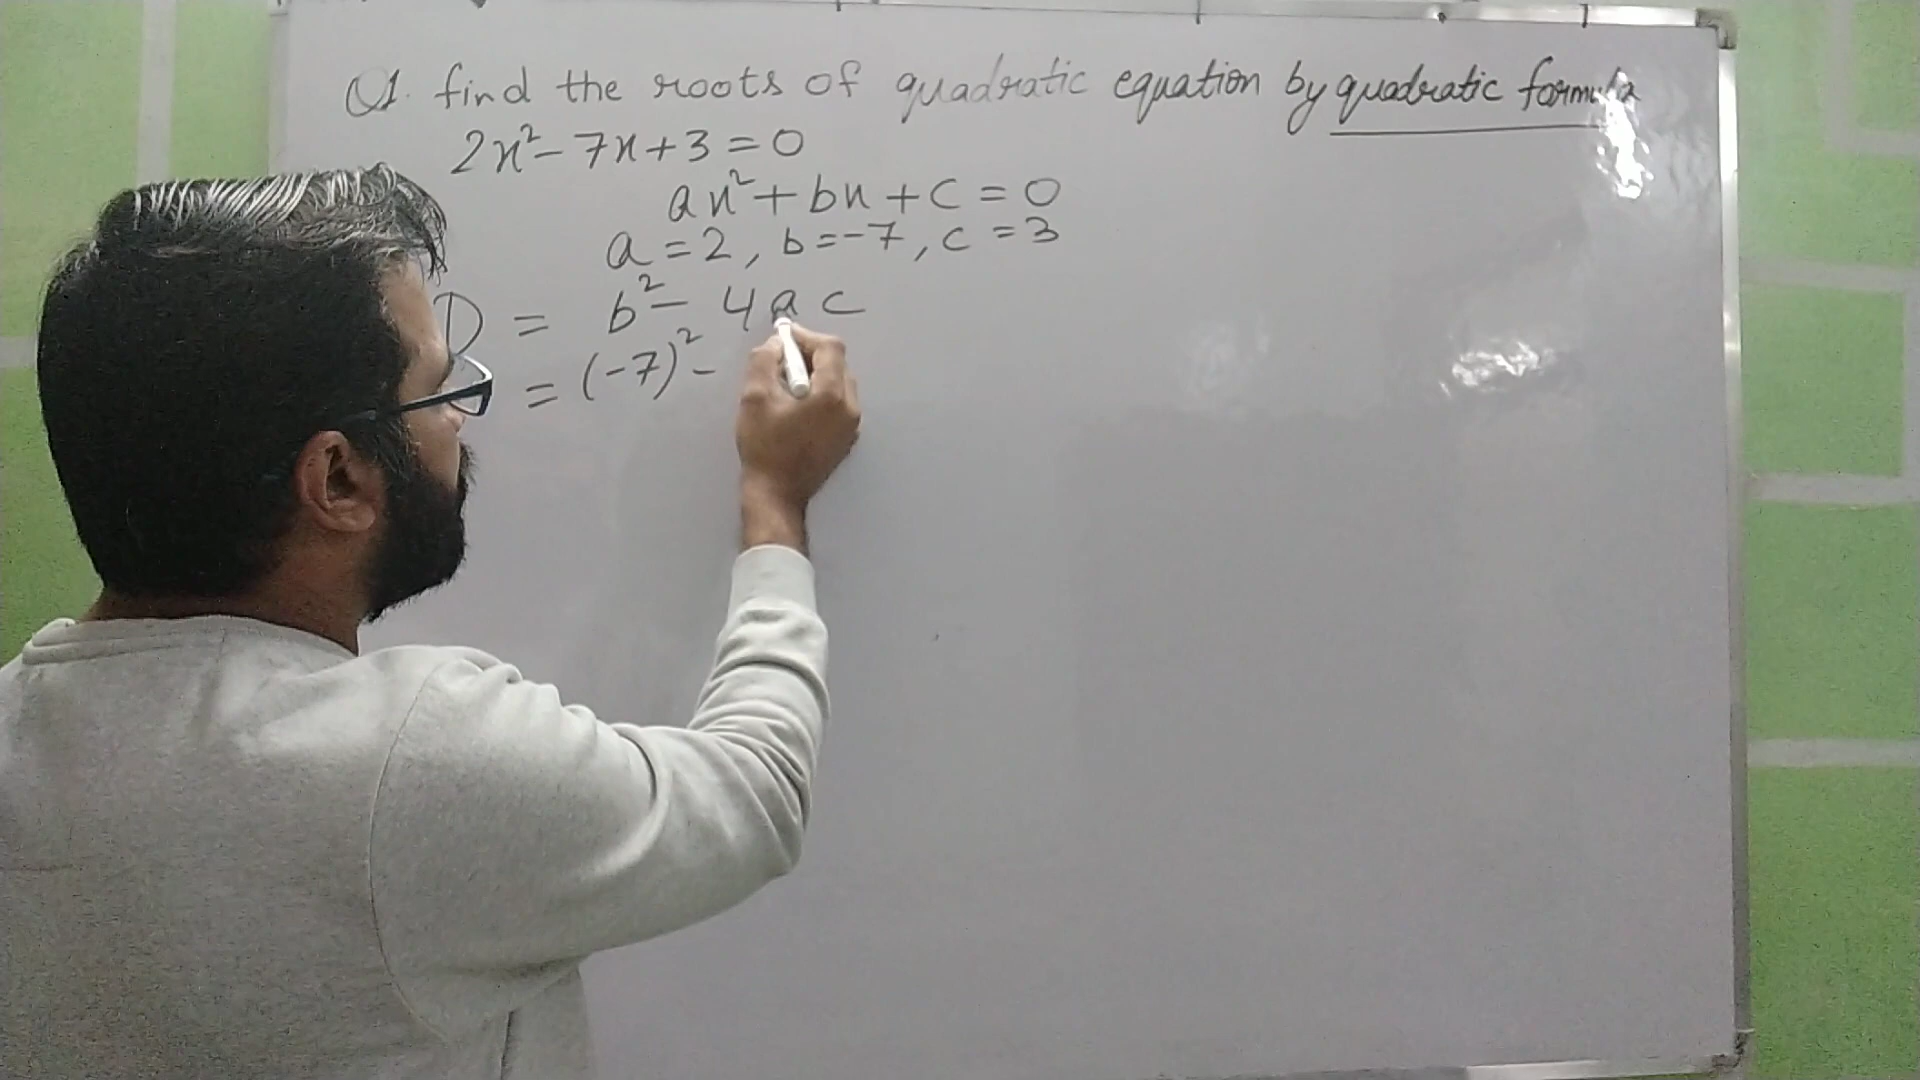 Q1. find the roots of quadratic equation by quadratic formula
2x² - 7x + 3 = 0
ax² + bx + c = 0
a = 2, b = -7, c = 3
D = b² - 4ac
= (-7)² -